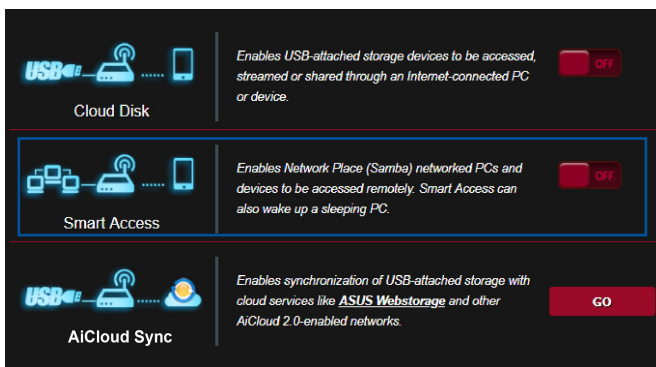 USB
Cloud Disk
Enables USB-attached storage devices to be accessed,
streamed or shared through an Internet-connected PC
or device.
OFF
Smart Access
Enables Network Place (Samba) networked PCs and
devices to be accessed remotely. Smart Access can
also wake up a sleeping PC.
OFF
USB
AiCloud Sync
Enables synchronization of USB-attached storage with
cloud services like ASUS Webstorage and other
AiCloud 2.0-enabled networks.
GO